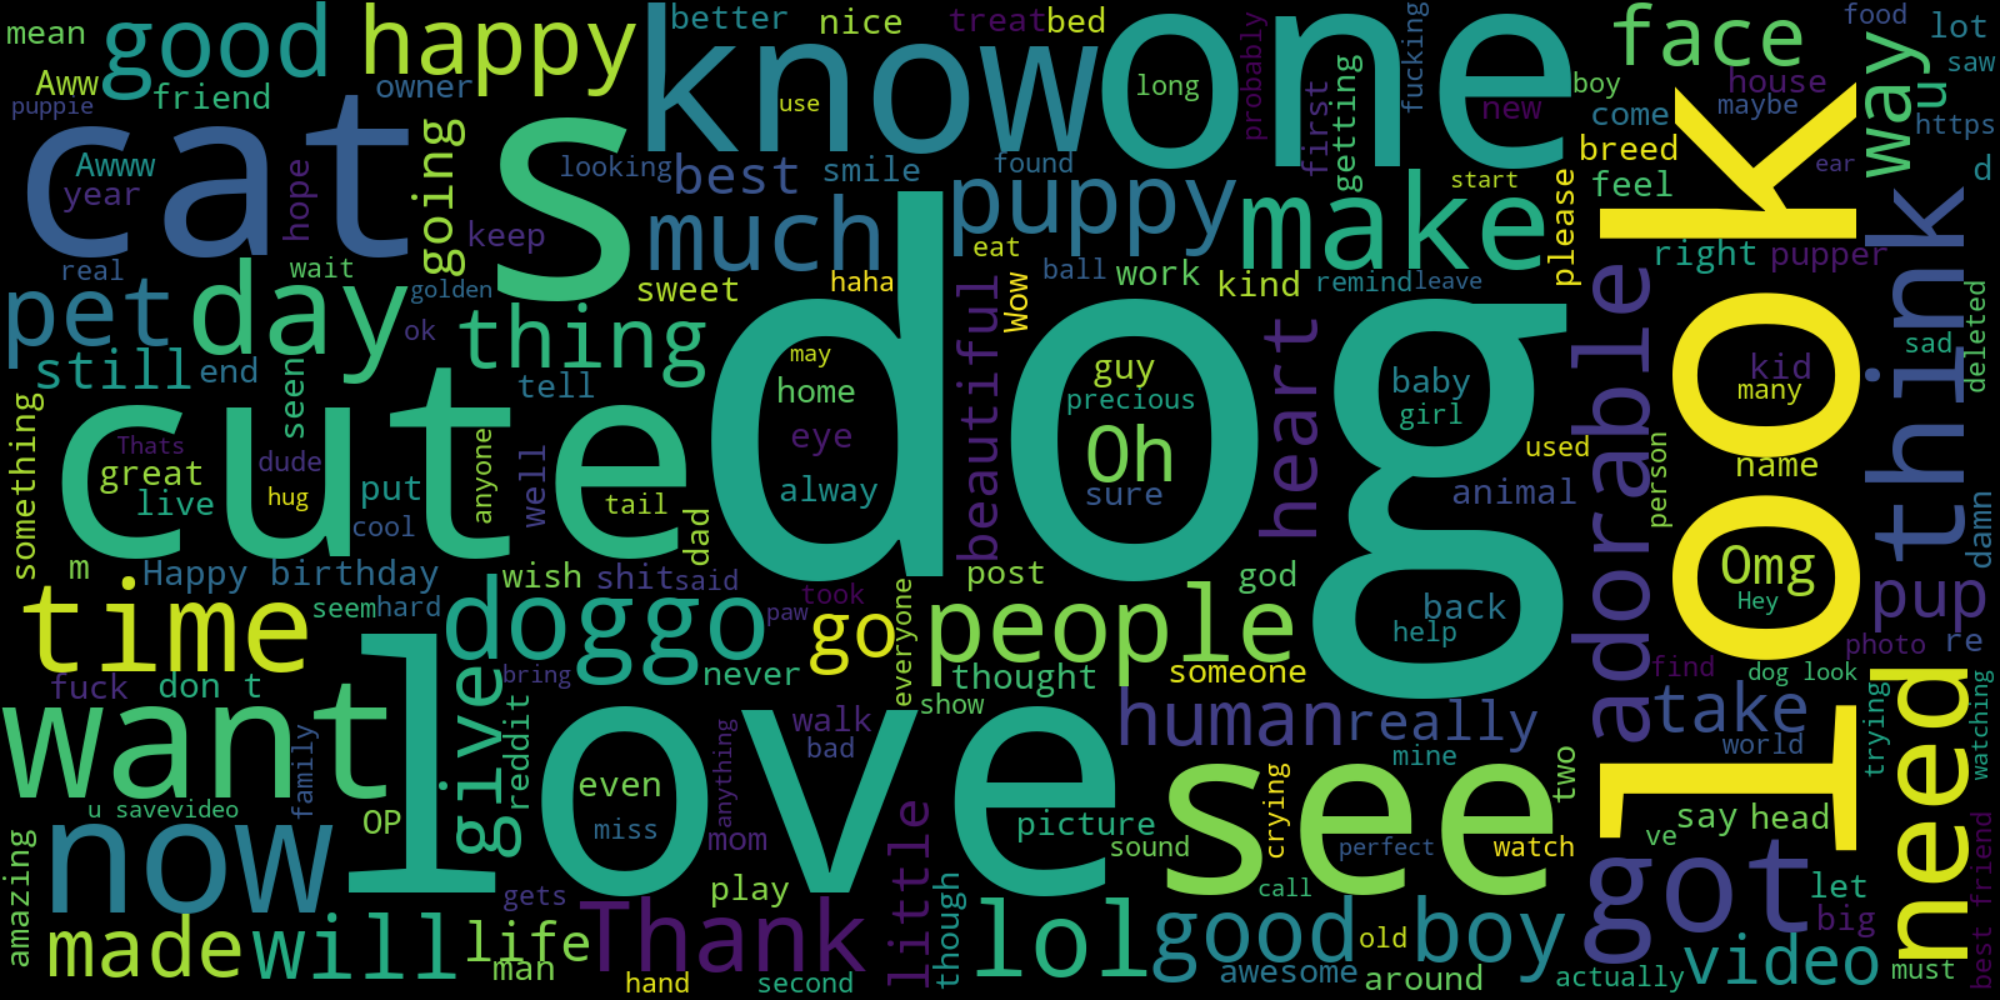 mean
good
happy
know
one
better
nice
treat
bed
probably
fucking
face
food
lot
saw
Aww
puppie
friend
owner
use
long
boy
house
way
u
https
cat
s
Awww
year
hope
going
looking
best
smile
found
first
getting
new
come
maybe
breed
feel
ear
d
look
think
keep
much
puppy
make
start
please
right
pupper
real
wait
golden
sweet
haha
eat
Wow
ball
work
kind
remind
leave
pet
day
ok
thing
beautiful
heart
adorable
kid
many
sad
deleted
still
end
seen
tell
dog
may
home
eye
alway
guy
precious
Oh
sure
baby
girl
animal
used
person
name
something
cute
Thats
great
live
dude
hug
put
cool
anyone
well
tail
dad
damn
m
Happy birthday
wish
shit
said
post
god
Omg
Hey
pup
time
seem
hard
doggo
paw
took
go
everyone
people
back
help
photo
re
fuck
don t
bring
never
thought
someone
find
dog look
want
love
give
reddit
show
human
really
take
world
need
trying
watching
family
u savevideo
OP
even
miss
anything
walk
bad
mom
little
picture
sound
see
crying
mine
perfect
two
watch
ve
say
head
now
amazing
gets
play
call
got
let
big
best friend
made
will
life
man
Thank
hand
second
though
lol
good boy
old
awesome
around
actually
video
must